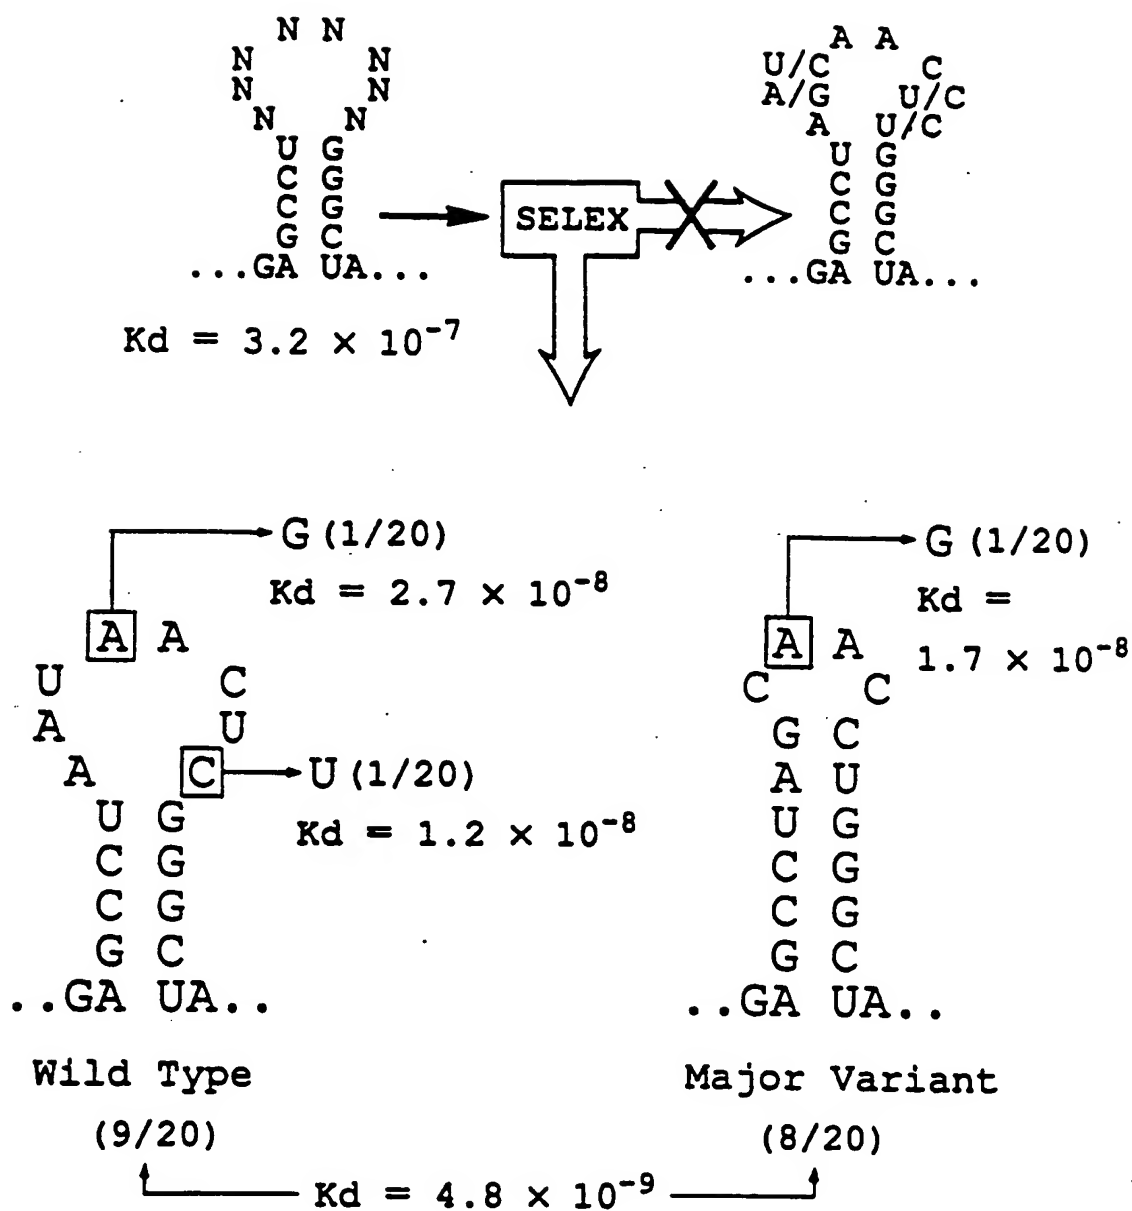 N N
N N
N N
N N
U G
C G
C G
G C
...GA UA...
Kd = 3.2 × 10⁻⁷
SELEX
A A
U/C C
A/G U/C C
A U/C
U G
C G
C G
G C
...GA UA...
G (1/20)
Kd = 2.7 × 10⁻⁸
A A
U C
A U
A C
U (1/20)
Kd = 1.2 × 10⁻⁸
U G
C G
C G
G C
..GA UA..
Wild Type
(9/20)
G (1/20)
Kd =
1.7 × 10⁻⁸
A A
C C
G C
A U
U G
C G
C G
G C
..GA UA..
Major Variant
(8/20)
Kd = 4.8 × 10⁻⁹